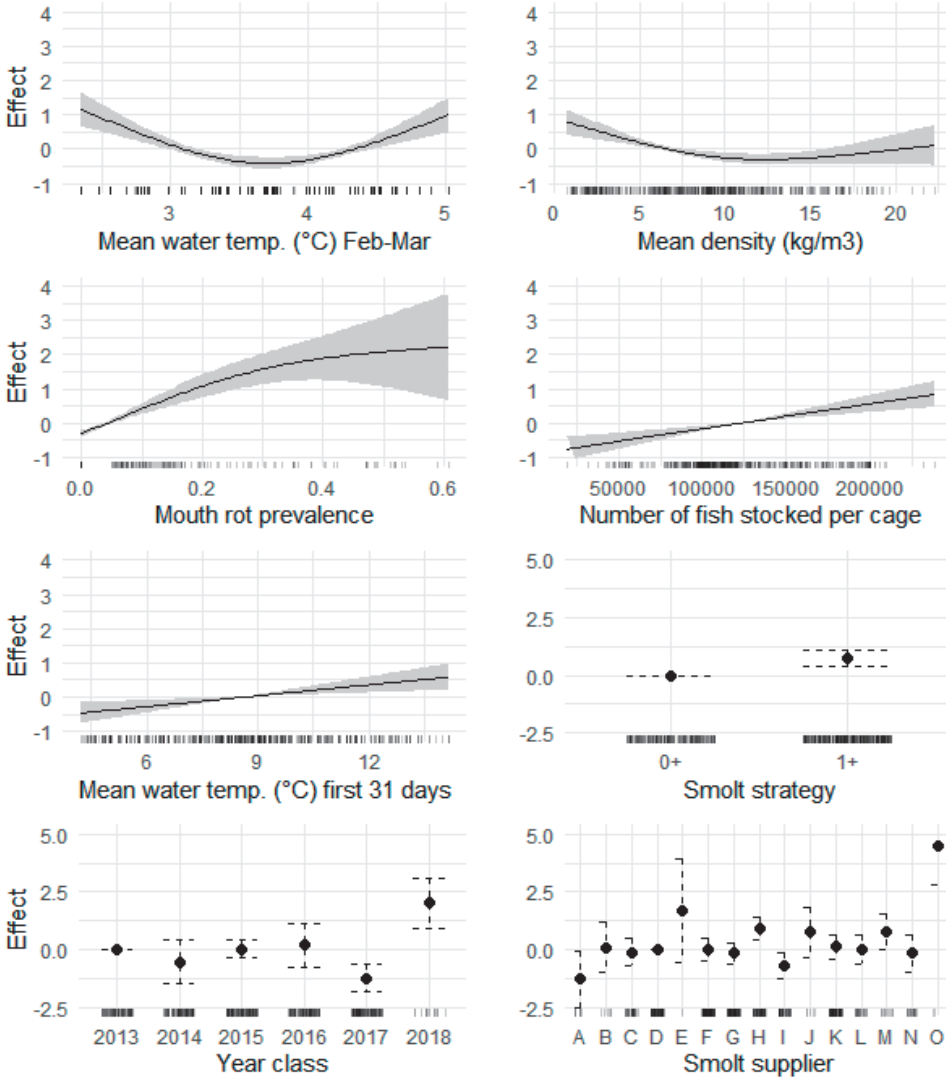 4
3
2
1
0
-1
Effect
3 4 5
Mean water temp. (°C) Feb-Mar
4
3
2
1
0
-1
0 5 10 15 20
Mean density (kg/m3)
4
3
2
1
0
-1
Effect
0.0 0.2 0.4 0.6
Mouth rot prevalence
4
3
2
1
0
-1
50000 100000 150000 200000
Number of fish stocked per cage
4
3
2
1
0
-1
Effect
6 9 12
Mean water temp. (°C) first 31 days
5.0
2.5
0.0
-2.5
0+ 1+
Smolt strategy
5.0
2.5
0.0
-2.5
Effect
2013 2014 2015 2016 2017 2018
Year class
5.0
2.5
0.0
-2.5
A B C D E F G H I J K L M N O
Smolt supplier